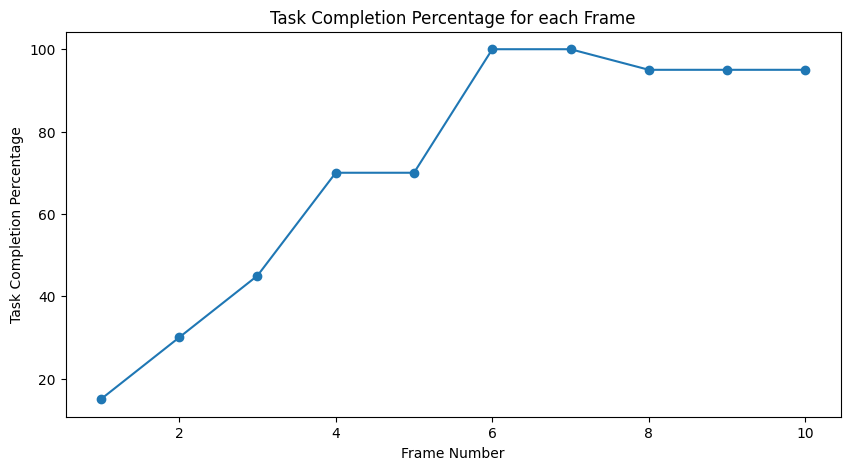 Task Completion Percentage for each Frame
100
80
60
40
20
Task Completion Percentage
2 4 6 8 10
Frame Number